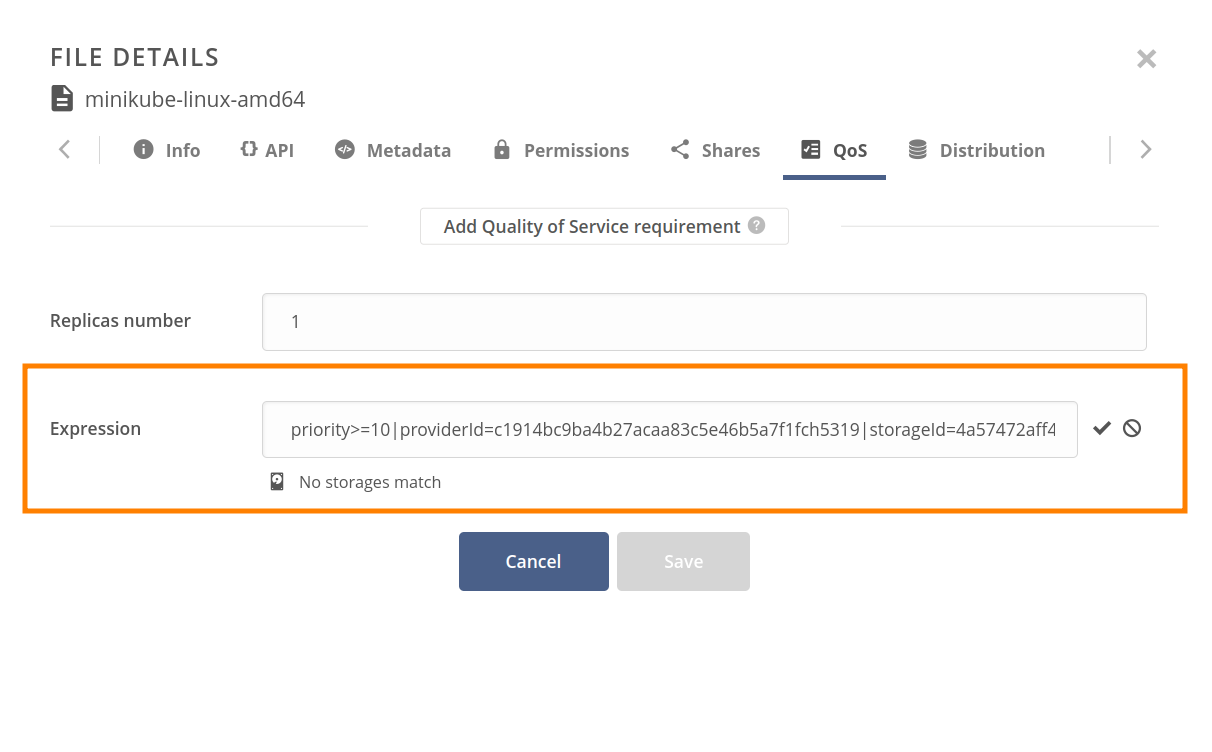 FILE DETAILS
minikube-linux-amd64
Info {} API Metadata Permissions Shares QoS Distribution
Add Quality of Service requirement ?
Replicas number 1
Expression priority>=10|providerId=c1914bc9ba4b27acaa83c5e46b5a7f1fch5319|storageId=4a57472aff4
No storages match
Cancel Save